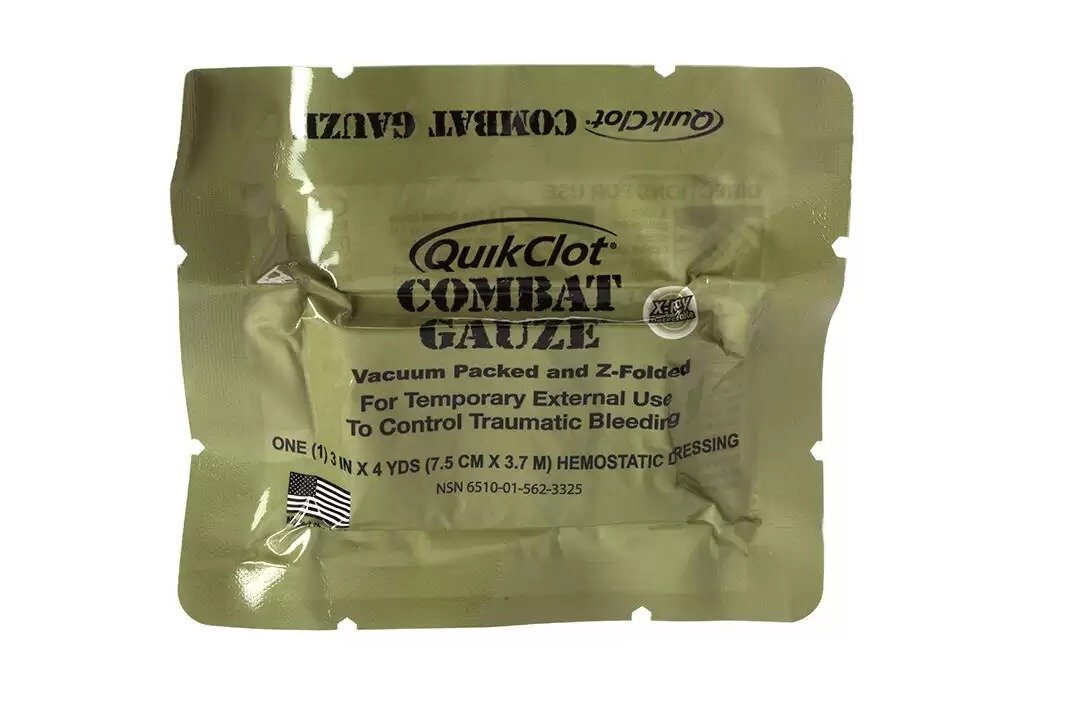 QuikClot® COMBAT GAUZE
QuikClot®
COMBAT
GAUZE
X-RAY
Vacuum Packed and Z-Folded
For Temporary External Use
To Control Traumatic Bleeding
ONE (1) 3 IN X 4 YDS (7.5 CM X 3.7 M) HEMOSTATIC DRESSING
NSN 6510-01-562-3325